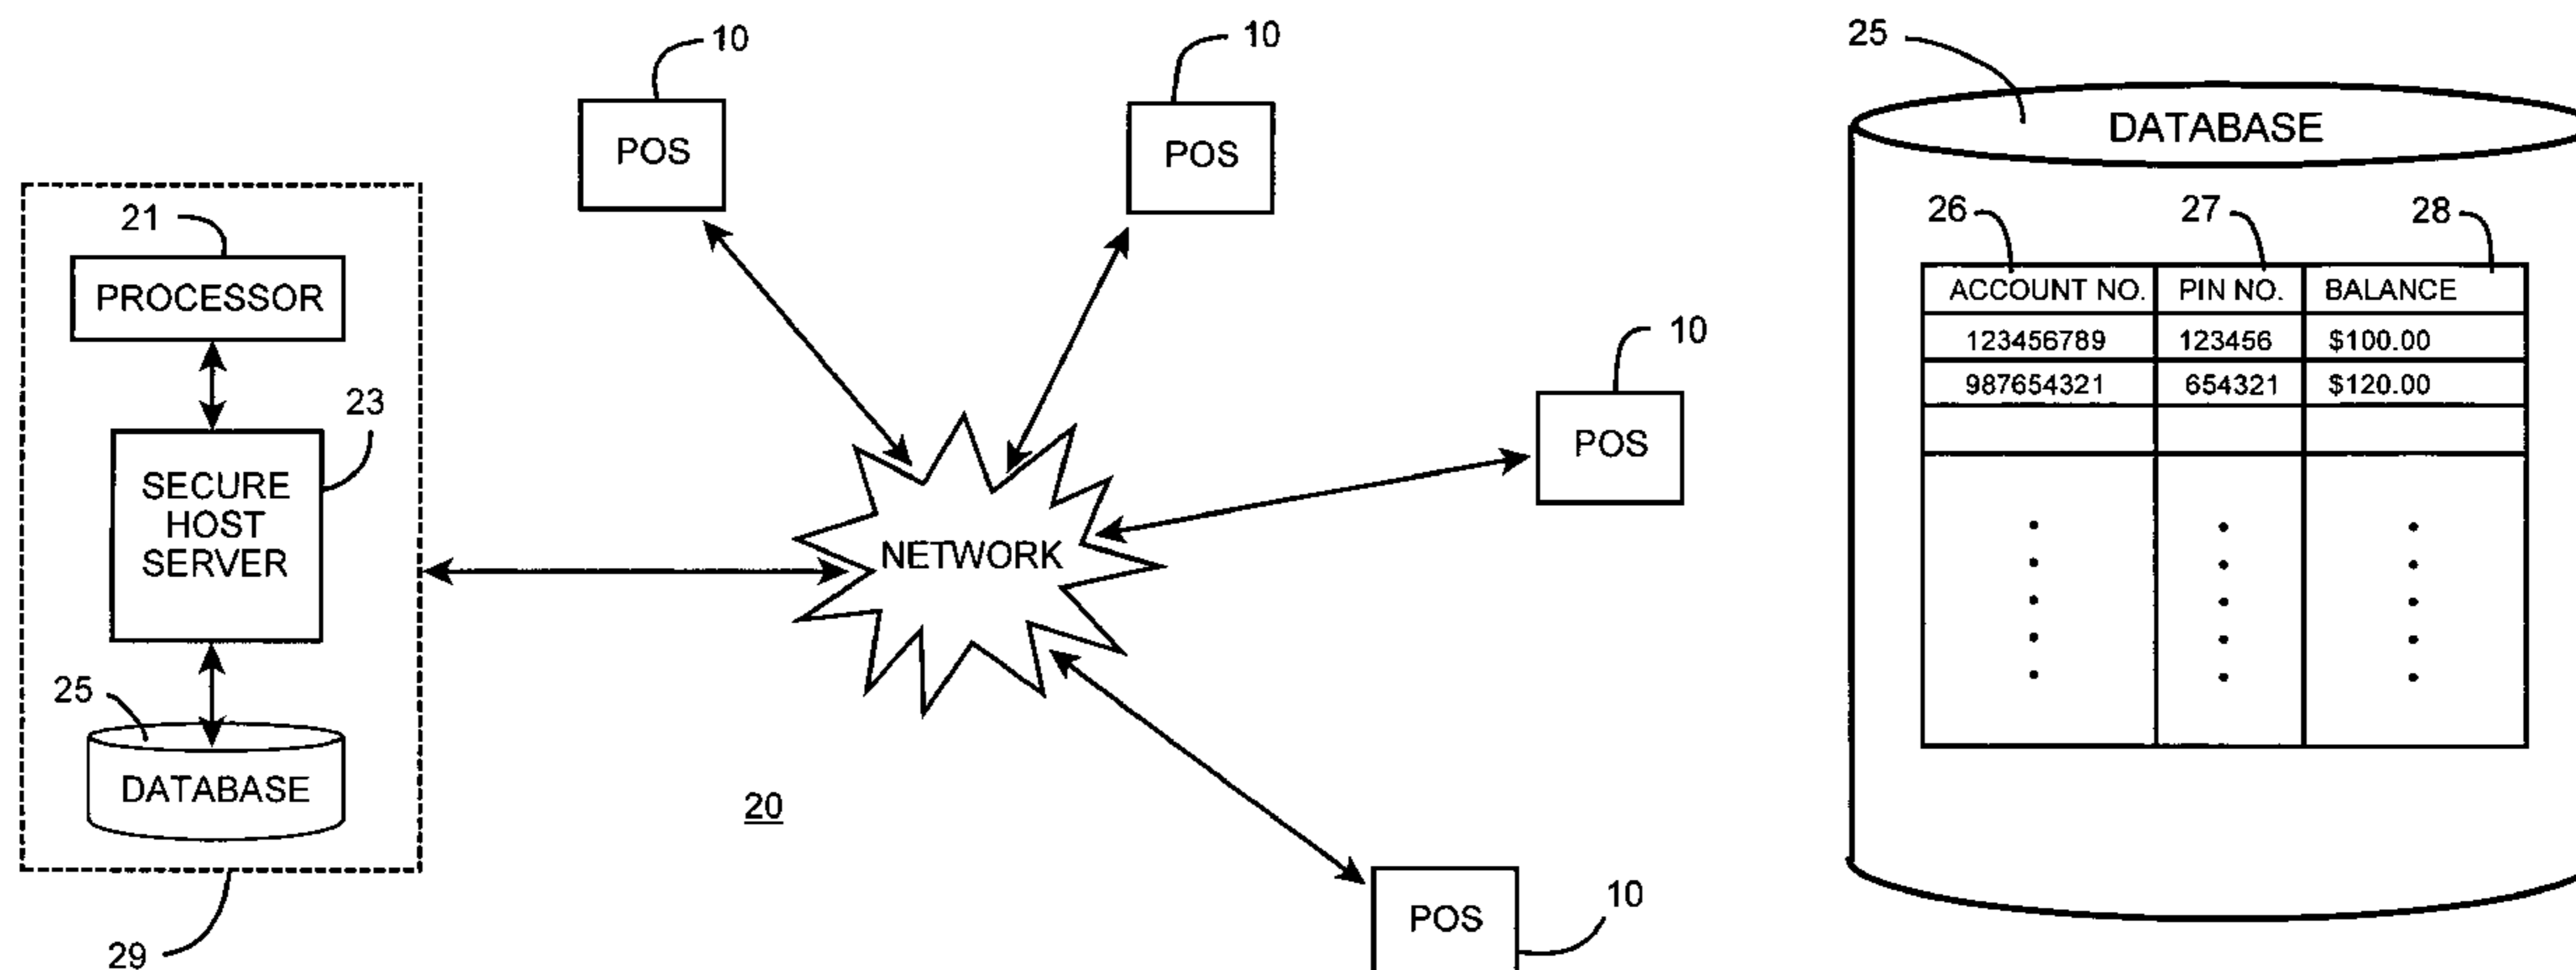 10
10
25
POS
POS
DATABASE
21
26
27
28
PROCESSOR
ACCOUNT NO.
PIN NO.
BALANCE
123456789
123456
$100.00
987654321
654321
$120.00
10
POS
23
SECURE
HOST
SERVER
NETWORK
25
DATABASE
20
29
POS
10